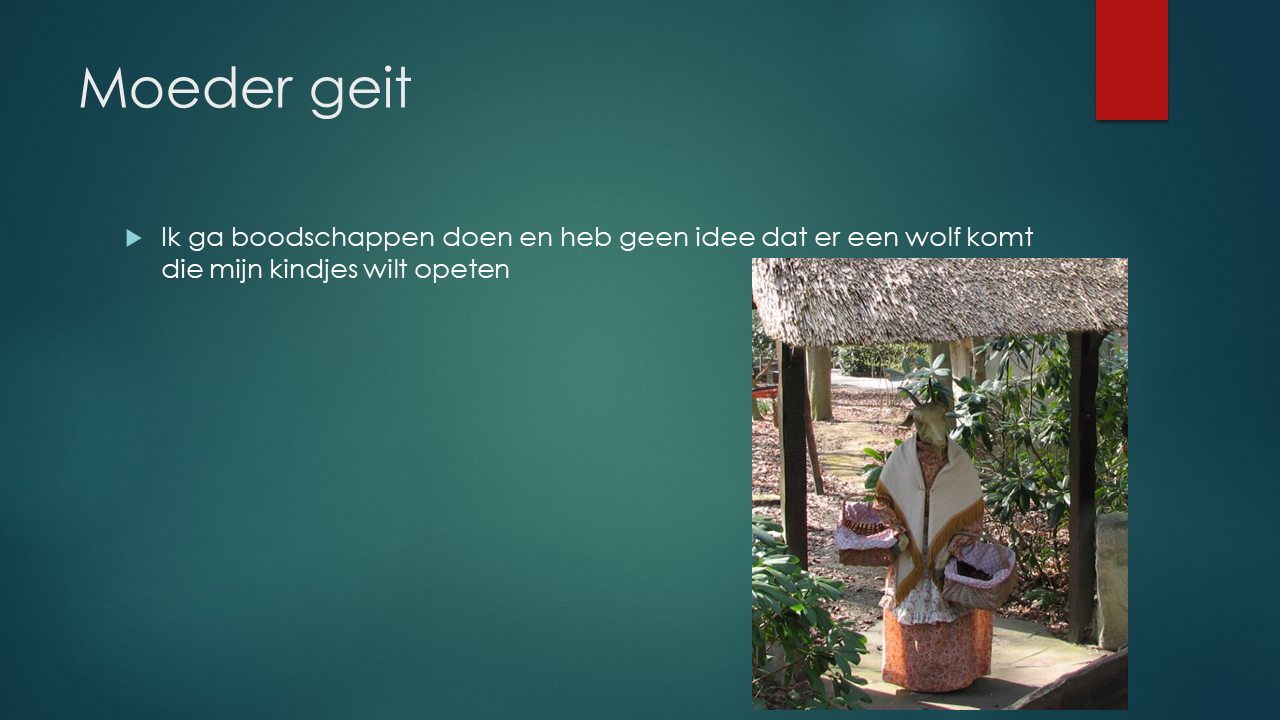 Moeder geit
Ik ga boodschappen doen en heb geen idee dat er een wolf komt
die mijn kindjes wilt opeten